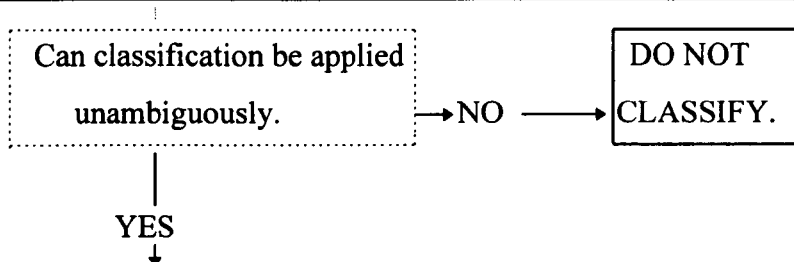 Can classification be applied
unambiguously.
NO
DO NOT
CLASSIFY.
YES